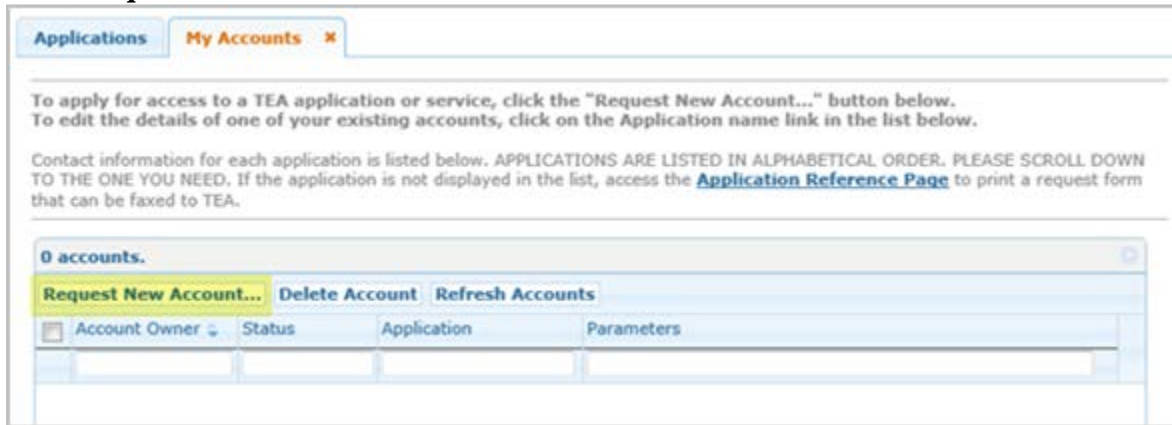 Applications My Accounts ×
To apply for access to a TEA application or service, click the "Request New Account..." button below.
To edit the details of one of your existing accounts, click on the Application name link in the list below.
Contact information for each application is listed below. APPLICATIONS ARE LISTED IN ALPHABETICAL ORDER. PLEASE SCROLL DOWN
TO THE ONE YOU NEED. If the application is not displayed in the list, access the Application Reference Page to print a request form
that can be faxed to TEA.
0 accounts.
Request New Account... Delete Account Refresh Accounts
Account Owner Status Application Parameters